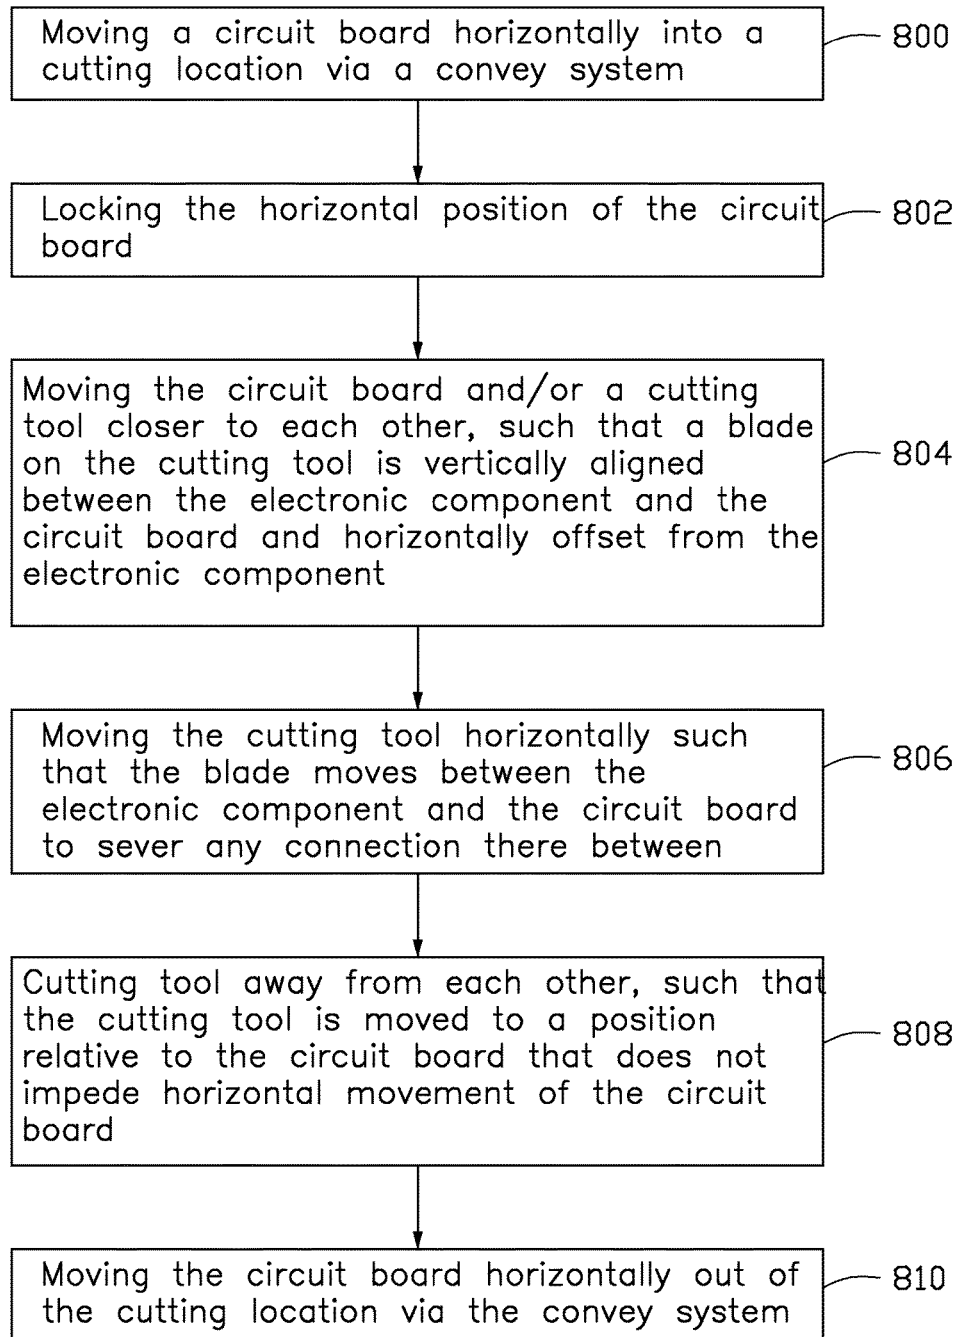 Moving a circuit board horizontally into a
cutting location via a convey system
800
Locking the horizontal position of the circuit
board
802
Moving the circuit board and/or a cutting
tool closer to each other, such that a blade
on the cutting tool is vertically aligned
between the electronic component and the
circuit board and horizontally offset from the
electronic component
804
Moving the cutting tool horizontally such
that the blade moves between the
electronic component and the circuit board
to sever any connection there between
806
Cutting tool away from each other, such that
the cutting tool is moved to a position
relative to the circuit board that does not
impede horizontal movement of the circuit
board
808
Moving the circuit board horizontally out of
the cutting location via the convey system
810